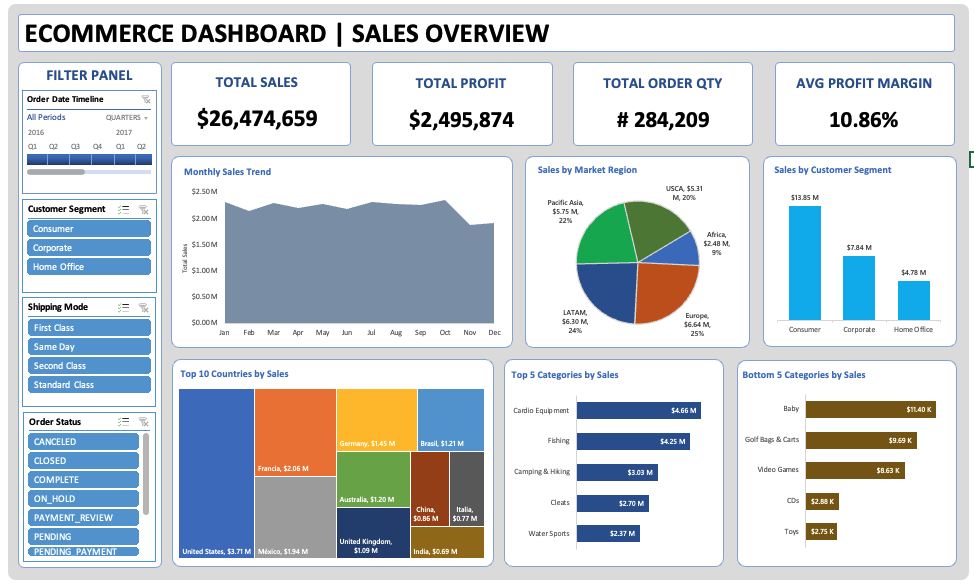 ECOMMERCE DASHBOARD | SALES OVERVIEW
FILTER PANEL
Order Date Timeline
All Periods QUARTERS
2016 2017
Q1 Q2 Q3 Q4 Q1 Q2
Customer Segment
Consumer
Corporate
Home Office
Shipping Mode
First Class
Same Day
Second Class
Standard Class
Order Status
CANCELED
CLOSED
COMPLETE
ON_HOLD
PAYMENT_REVIEW
PENDING
PENDING_PAYMENT
TOTAL SALES
$26,474,659
TOTAL PROFIT
$2,495,874
TOTAL ORDER QTY
# 284,209
AVG PROFIT MARGIN
10.86%
Monthly Sales Trend
Total Sales
$2.50 M
$2.00 M
$1.50 M
$1.00 M
$0.50 M
$0.00 M
Jan Feb Mar Apr May Jun Jul Aug Sep Oct Nov Dec
Sales by Market Region
USCA, $5.31
M, 20%
Africa,
$2.48 M,
9%
Europe,
$6.64 M,
25%
LATAM,
$6.30 M,
24%
Pacific Asia,
$5.75 M,
22%
Sales by Customer Segment
$13.85 M
$7.84 M
$4.78 M
Consumer Corporate Home Office
Top 10 Countries by Sales
United States, $3.71 M
Francia, $2.06 M
México, $1.94 M
Germany, $1.45 M
Brasil, $1.21 M
Australia, $1.20 M
United Kingdom,
$1.09 M
China,
$0.86 M
Italia,
$0.77 M
India, $0.69 M
Top 5 Categories by Sales
Cardio Equipment $4.66 M
Fishing $4.25 M
Camping & Hiking $3.03 M
Cleats $2.70 M
Water Sports $2.37 M
Bottom 5 Categories by Sales
Baby $11.40 K
Golf Bags & Carts $9.69 K
Video Games $8.63 K
CDs $2.88 K
Toys $2.75 K